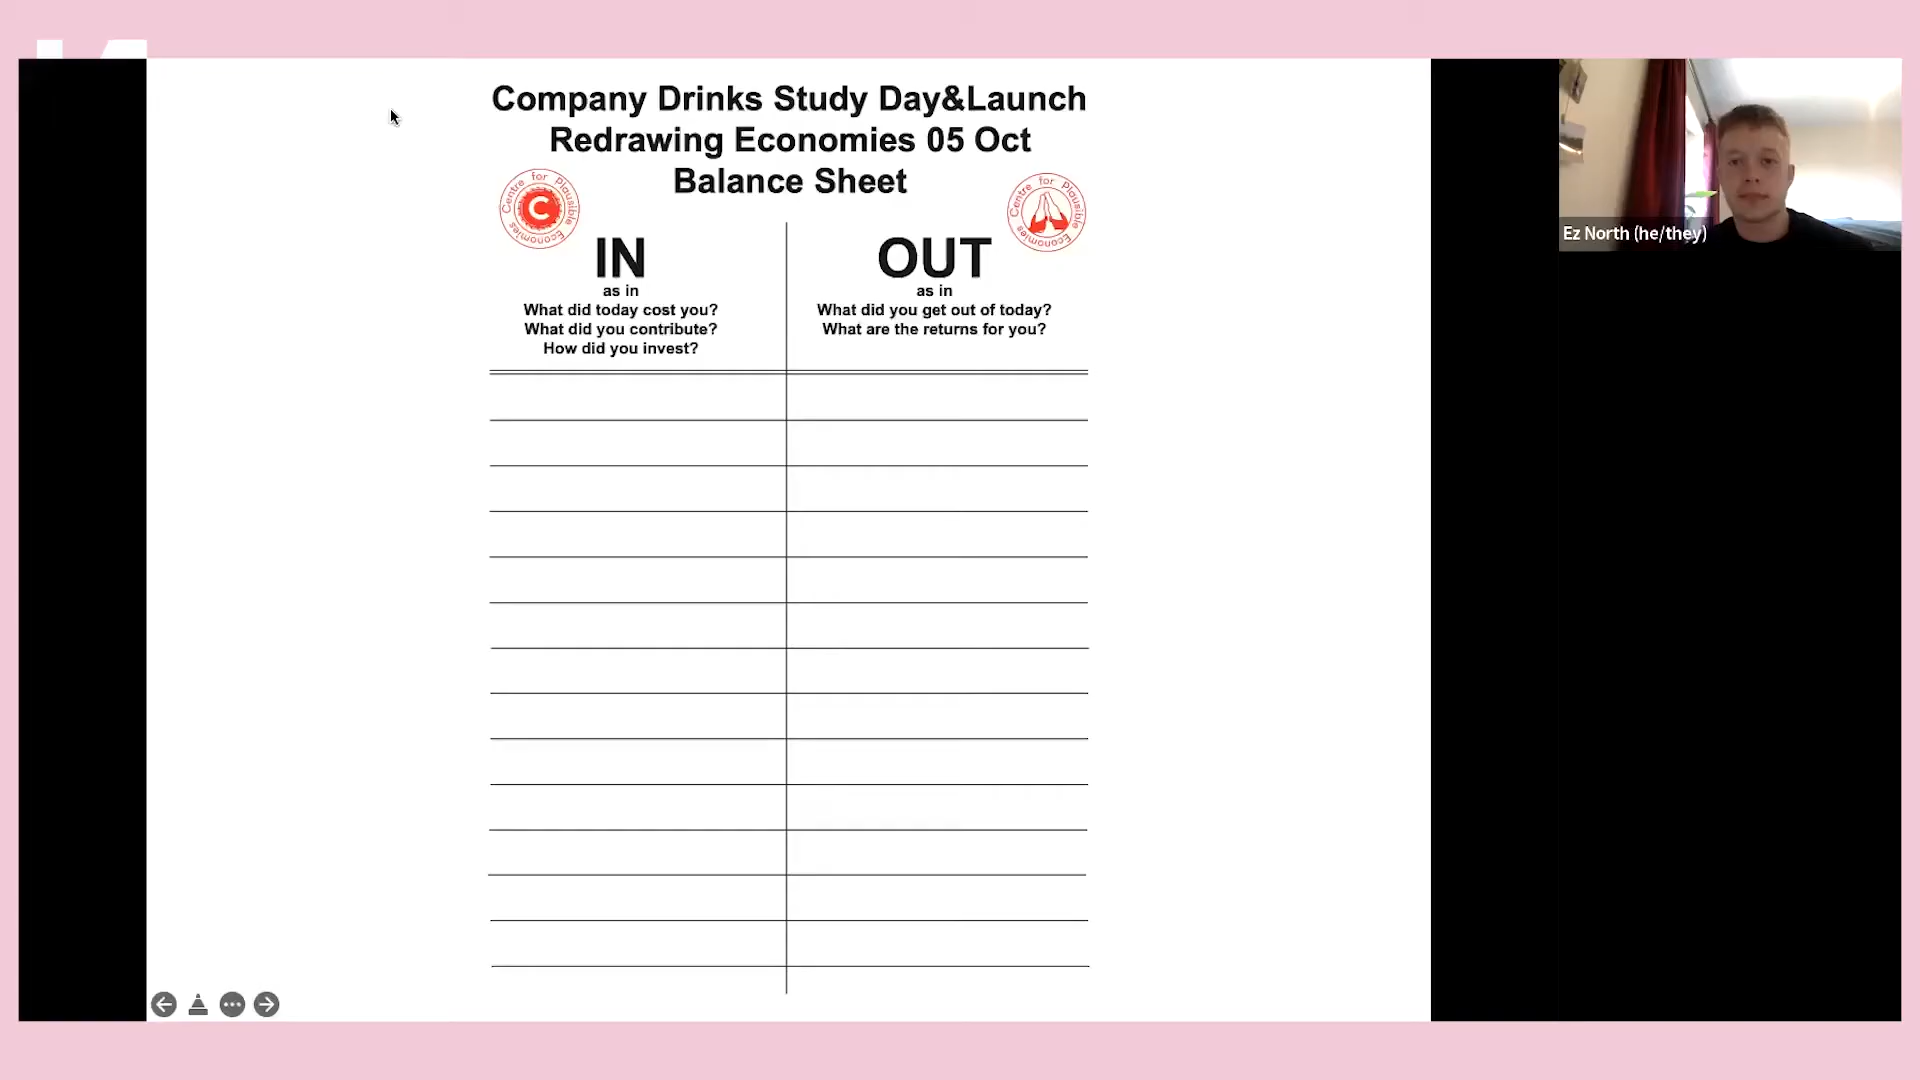 Company Drinks Study Day&Launch
Redrawing Economies 05 Oct
Balance Sheet
Centre for Plausible Economies
C
Centre for Plausible Economies
IN
as in
What did today cost you?
What did you contribute?
How did you invest?
OUT
as in
What did you get out of today?
What are the returns for you?
Ez North (he/they)